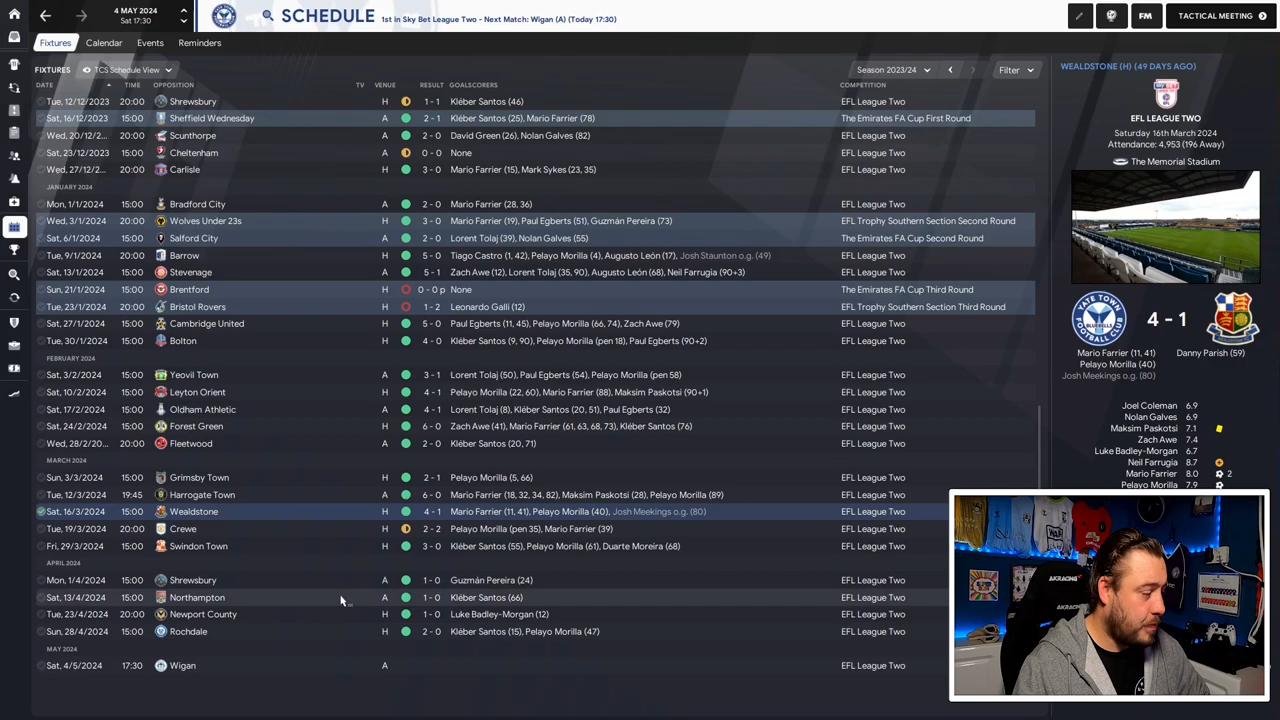 4 MAY 2024
SAT 17:30
SCHEDULE
1st in Sky Bet League Two - Next Match: Wigan (A) (Today 17:30)
FM
TACTICAL MEETING
Fixtures Calendar Events Reminders
FIXTURES TCS Schedule View Season 2023/24 Filter
DATE TIME OPPOSITION TV VENUE RESULT GOALSCORERS COMPETITION
Tue, 12/12/2023 20:00 Shrewsbury H 1 - 1 Kléber Santos (46) EFL League Two
Sat, 16/12/2023 15:00 Sheffield Wednesday A 2 - 1 Kléber Santos (25), Mario Farrier (78) The Emirates FA Cup First Round
Wed, 20/12/2... 20:00 Scunthorpe A 2 - 0 David Green (26), Nolan Galves (82) EFL League Two
Sat, 23/12/2023 15:00 Cheltenham A 0 - 0 None EFL League Two
Wed, 27/12/2... 20:00 Carlisle H 3 - 0 Mario Farrier (15), Mark Sykes (23, 35) EFL League Two
JANUARY 2024
Mon, 1/1/2024 15:00 Bradford City A 2 - 0 Mario Farrier (28, 36) EFL League Two
Wed, 3/1/2024 20:00 Wolves Under 23s H 3 - 0 Mario Farrier (19), Paul Egberts (51), Guzmán Pereira (73) EFL Trophy Southern Section Second Round
Sat, 6/1/2024 15:00 Salford City A 2 - 0 Lorent Tolaj (39), Nolan Galves (55) The Emirates FA Cup Second Round
Tue, 9/1/2024 20:00 Barrow H 5 - 0 Tiago Castro (1, 42), Pelayo Morilla (4), Augusto León (17), Josh Staunton o.g. (49) EFL League Two
Sat, 13/1/2024 15:00 Stevenage A 5 - 1 Zach Awe (12), Lorent Tolaj (35, 90), Augusto León (68), Neil Farrugia (90+3) EFL League Two
Sun, 21/1/2024 15:00 Brentford H 0 - 0 p None The Emirates FA Cup Third Round
Tue, 23/1/2024 20:00 Bristol Rovers H 1 - 2 Leonardo Galli (12) EFL Trophy Southern Section Third Round
Sat, 27/1/2024 15:00 Cambridge United H 5 - 0 Paul Egberts (11, 45), Pelayo Morilla (66, 74), Zach Awe (79) EFL League Two
Tue, 30/1/2024 15:00 Bolton H 4 - 0 Kléber Santos (9, 90), Pelayo Morilla (pen 18), Paul Egberts (90+2) EFL League Two
FEBRUARY 2024
Sat, 3/2/2024 15:00 Yeovil Town A 3 - 1 Lorent Tolaj (50), Paul Egberts (54), Pelayo Morilla (pen 58) EFL League Two
Sat, 10/2/2024 15:00 Leyton Orient H 4 - 1 Pelayo Morilla (22, 60), Mario Farrier (88), Maksim Paskotsi (90+1) EFL League Two
Sat, 17/2/2024 15:00 Oldham Athletic A 4 - 1 Lorent Tolaj (8), Kléber Santos (20, 51), Paul Egberts (32) EFL League Two
Sat, 24/2/2024 15:00 Forest Green H 6 - 0 Zach Awe (41), Mario Farrier (61, 63, 68, 73), Kléber Santos (76) EFL League Two
Wed, 28/2/20... 20:00 Fleetwood A 2 - 0 Kléber Santos (20, 71) EFL League Two
MARCH 2024
Sun, 3/3/2024 15:00 Grimsby Town H 2 - 1 Pelayo Morilla (5, 66) EFL League Two
Tue, 12/3/2024 19:45 Harrogate Town A 6 - 0 Mario Farrier (18, 32, 34, 82), Maksim Paskotsi (28), Pelayo Morilla (89) EFL League Two
Sat, 16/3/2024 15:00 Wealdstone H 4 - 1 Mario Farrier (11, 41), Pelayo Morilla (40), Josh Meekings o.g. (80) EFL League Two
Tue, 19/3/2024 20:00 Crewe H 2 - 2 Pelayo Morilla (pen 35), Mario Farrier (39) EFL League Two
Fri, 29/3/2024 15:00 Swindon Town H 3 - 0 Kléber Santos (55), Pelayo Morilla (61), Duarte Moreira (68) EFL League Two
APRIL 2024
Mon, 1/4/2024 15:00 Shrewsbury A 1 - 0 Guzmán Pereira (24) EFL League Two
Sat, 13/4/2024 15:00 Northampton A 1 - 0 Kléber Santos (66) EFL League Two
Tue, 23/4/2024 20:00 Newport County H 1 - 0 Luke Badley-Morgan (12) EFL League Two
Sun, 28/4/2024 15:00 Rochdale H 2 - 0 Kléber Santos (15), Pelayo Morilla (47) EFL League Two
MAY 2024
Sat, 4/5/2024 17:30 Wigan A EFL League Two
WEALDSTONE (H) (49 DAYS AGO)
EFL LEAGUE TWO
Saturday 16th March 2024
Attendance: 4,953 (196 Away)
The Memorial Stadium
4 - 1
Mario Farrier (11, 41) Danny Parish (59)
Pelayo Morilla (40)
Josh Meekings o.g. (80)
Joel Coleman 6.9
Nolan Galves 6.9
Maksim Paskotsi 7.1
Zach Awe 7.4
Luke Badley-Morgan 6.7
Neil Farrugia 8.7
Mario Farrier 8.0 2
Pelayo Morilla 7.9
AKRACING